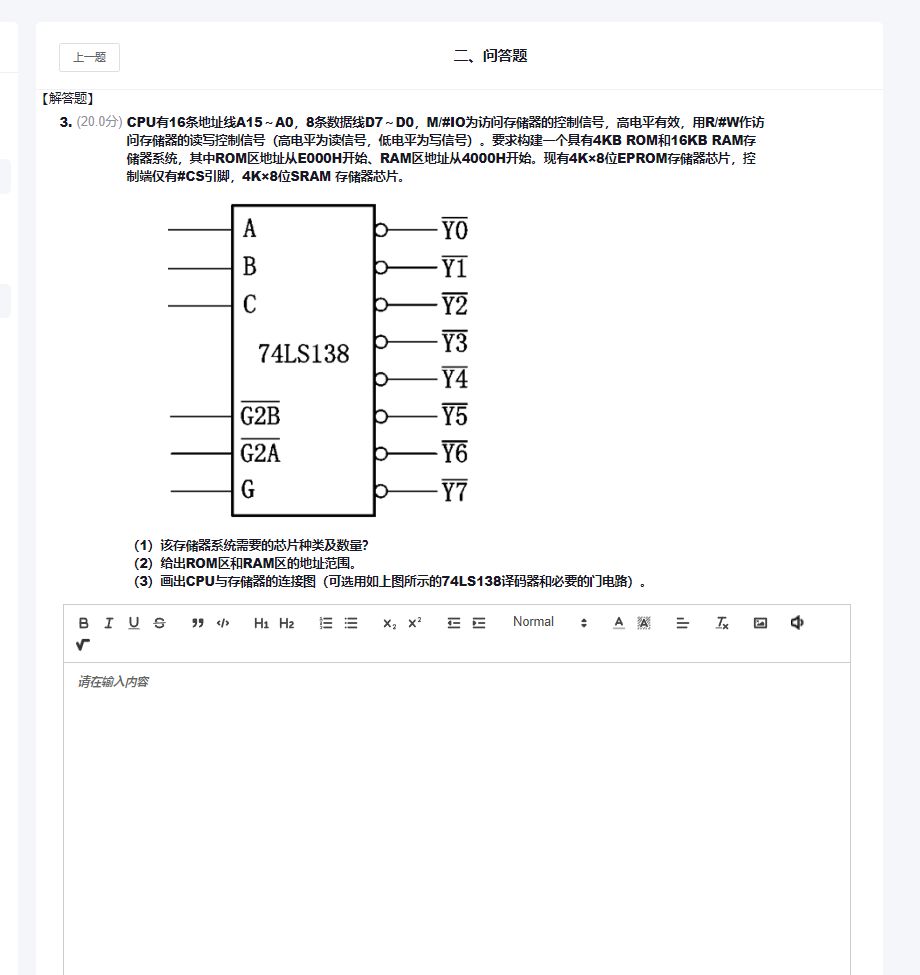 上一题
二、问答题
【解答题】
3. (20.0分) CPU有16条地址线A15～A0，8条数据线D7～D0，M/#IO为访问存储器的控制信号，高电平有效，用R/#W作访
问存储器的读写控制信号（高电平为读信号，低电平为写信号）。要求构建一个具有4KB ROM和16KB RAM存
储器系统，其中ROM区地址从E000H开始、RAM区地址从4000H开始。现有4K×8位EPROM存储器芯片，控
制端仅有#CS引脚，4K×8位SRAM 存储器芯片。
A
Y0
B
Y1
C
Y2
Y3
74LS138
Y4
G2B
Y5
G2A
Y6
G
Y7
（1）该存储器系统需要的芯片种类及数量?
（2）给出ROM区和RAM区的地址范围。
（3）画出CPU与存储器的连接图（可选用如上图所示的74LS138译码器和必要的门电路）。
B I U S ” </> H1 H2 x₂ x² Normal A A Tx
√
请在输入内容